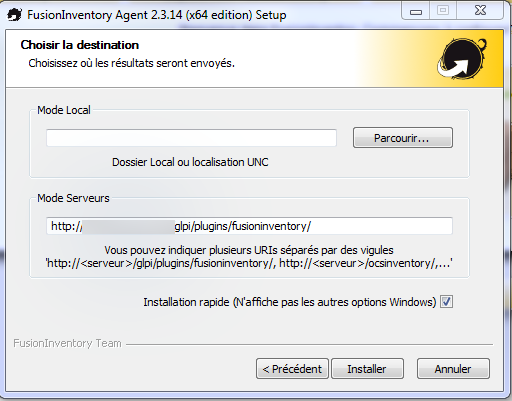 FusionInventory Agent 2.3.14 (x64 edition) Setup
Choisir la destination
Choisissez où les résultats seront envoyés.
Mode Local
Parcourir...
Dossier Local ou localisation UNC
Mode Serveurs
http:// glpi/plugins/fusioninventory/
Vous pouvez indiquer plusieurs URIs séparés par des vigules
'http://<serveur>/glpi/plugins/fusioninventory/, http://<serveur>/ocsinventory/,...'
Installation rapide (N'affiche pas les autres options Windows)
FusionInventory Team
< Précédent
Installer
Annuler